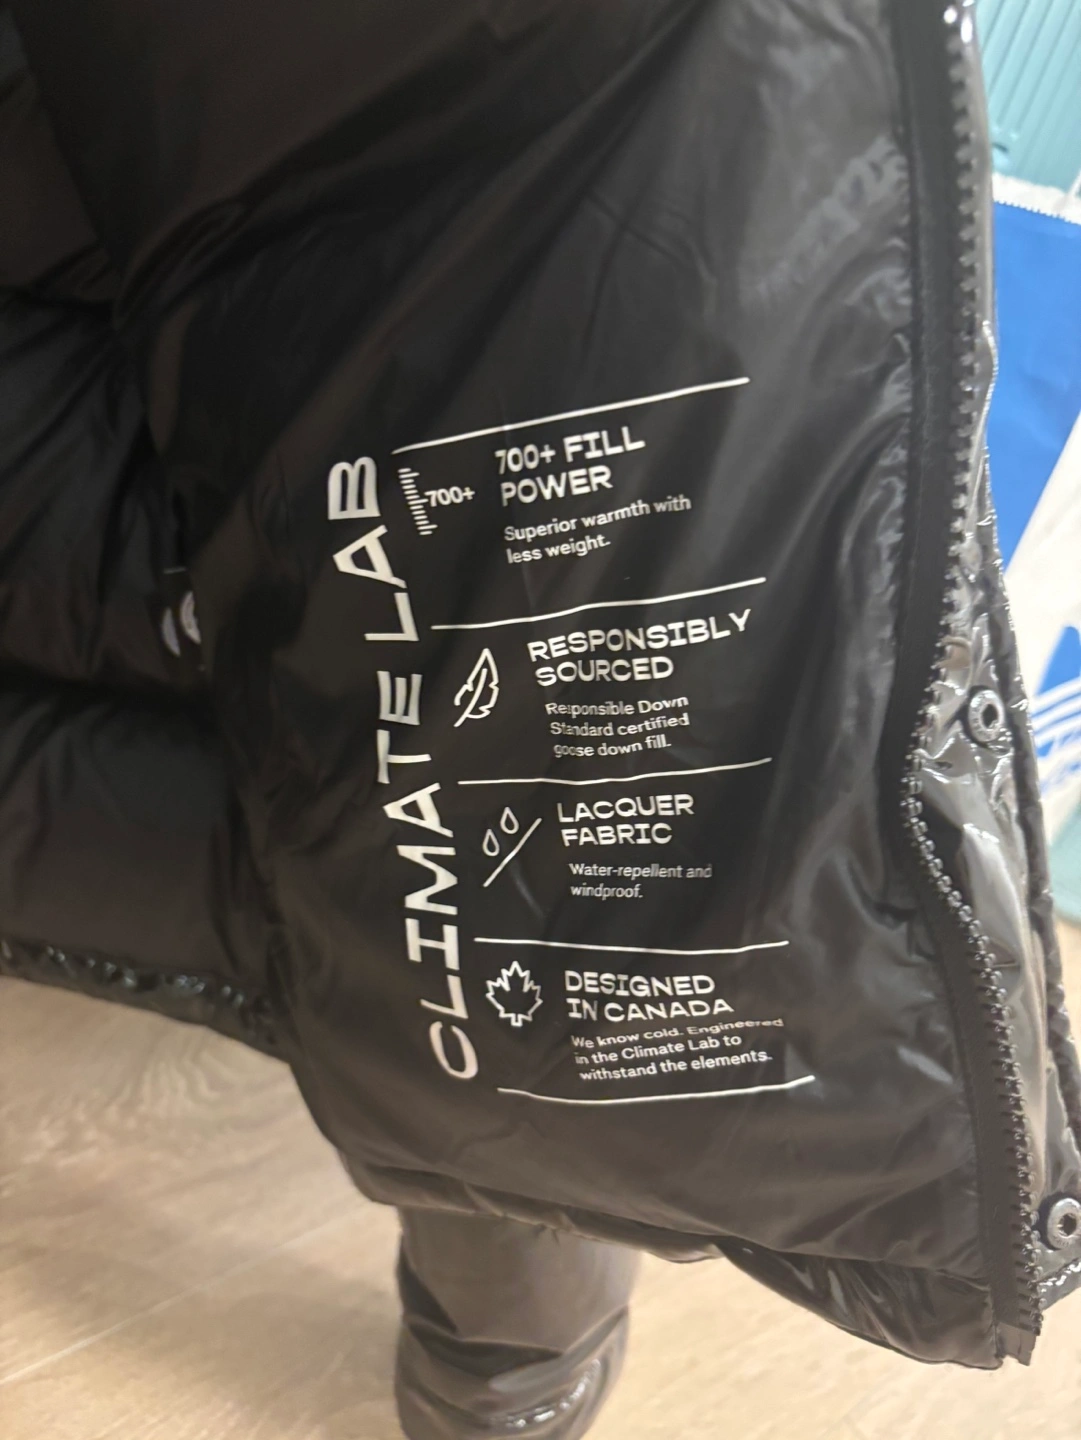 CLIMATE LAB
700+
700+ FILL
POWER
Superior warmth with
less weight.
RESPONSIBLY
SOURCED
Responsible Down
Standard certified
goose down fill.
LACQUER
FABRIC
Water-repellent and
windproof.
DESIGNED
IN CANADA
We know cold. Engineered
in the Climate Lab to
withstand the elements.